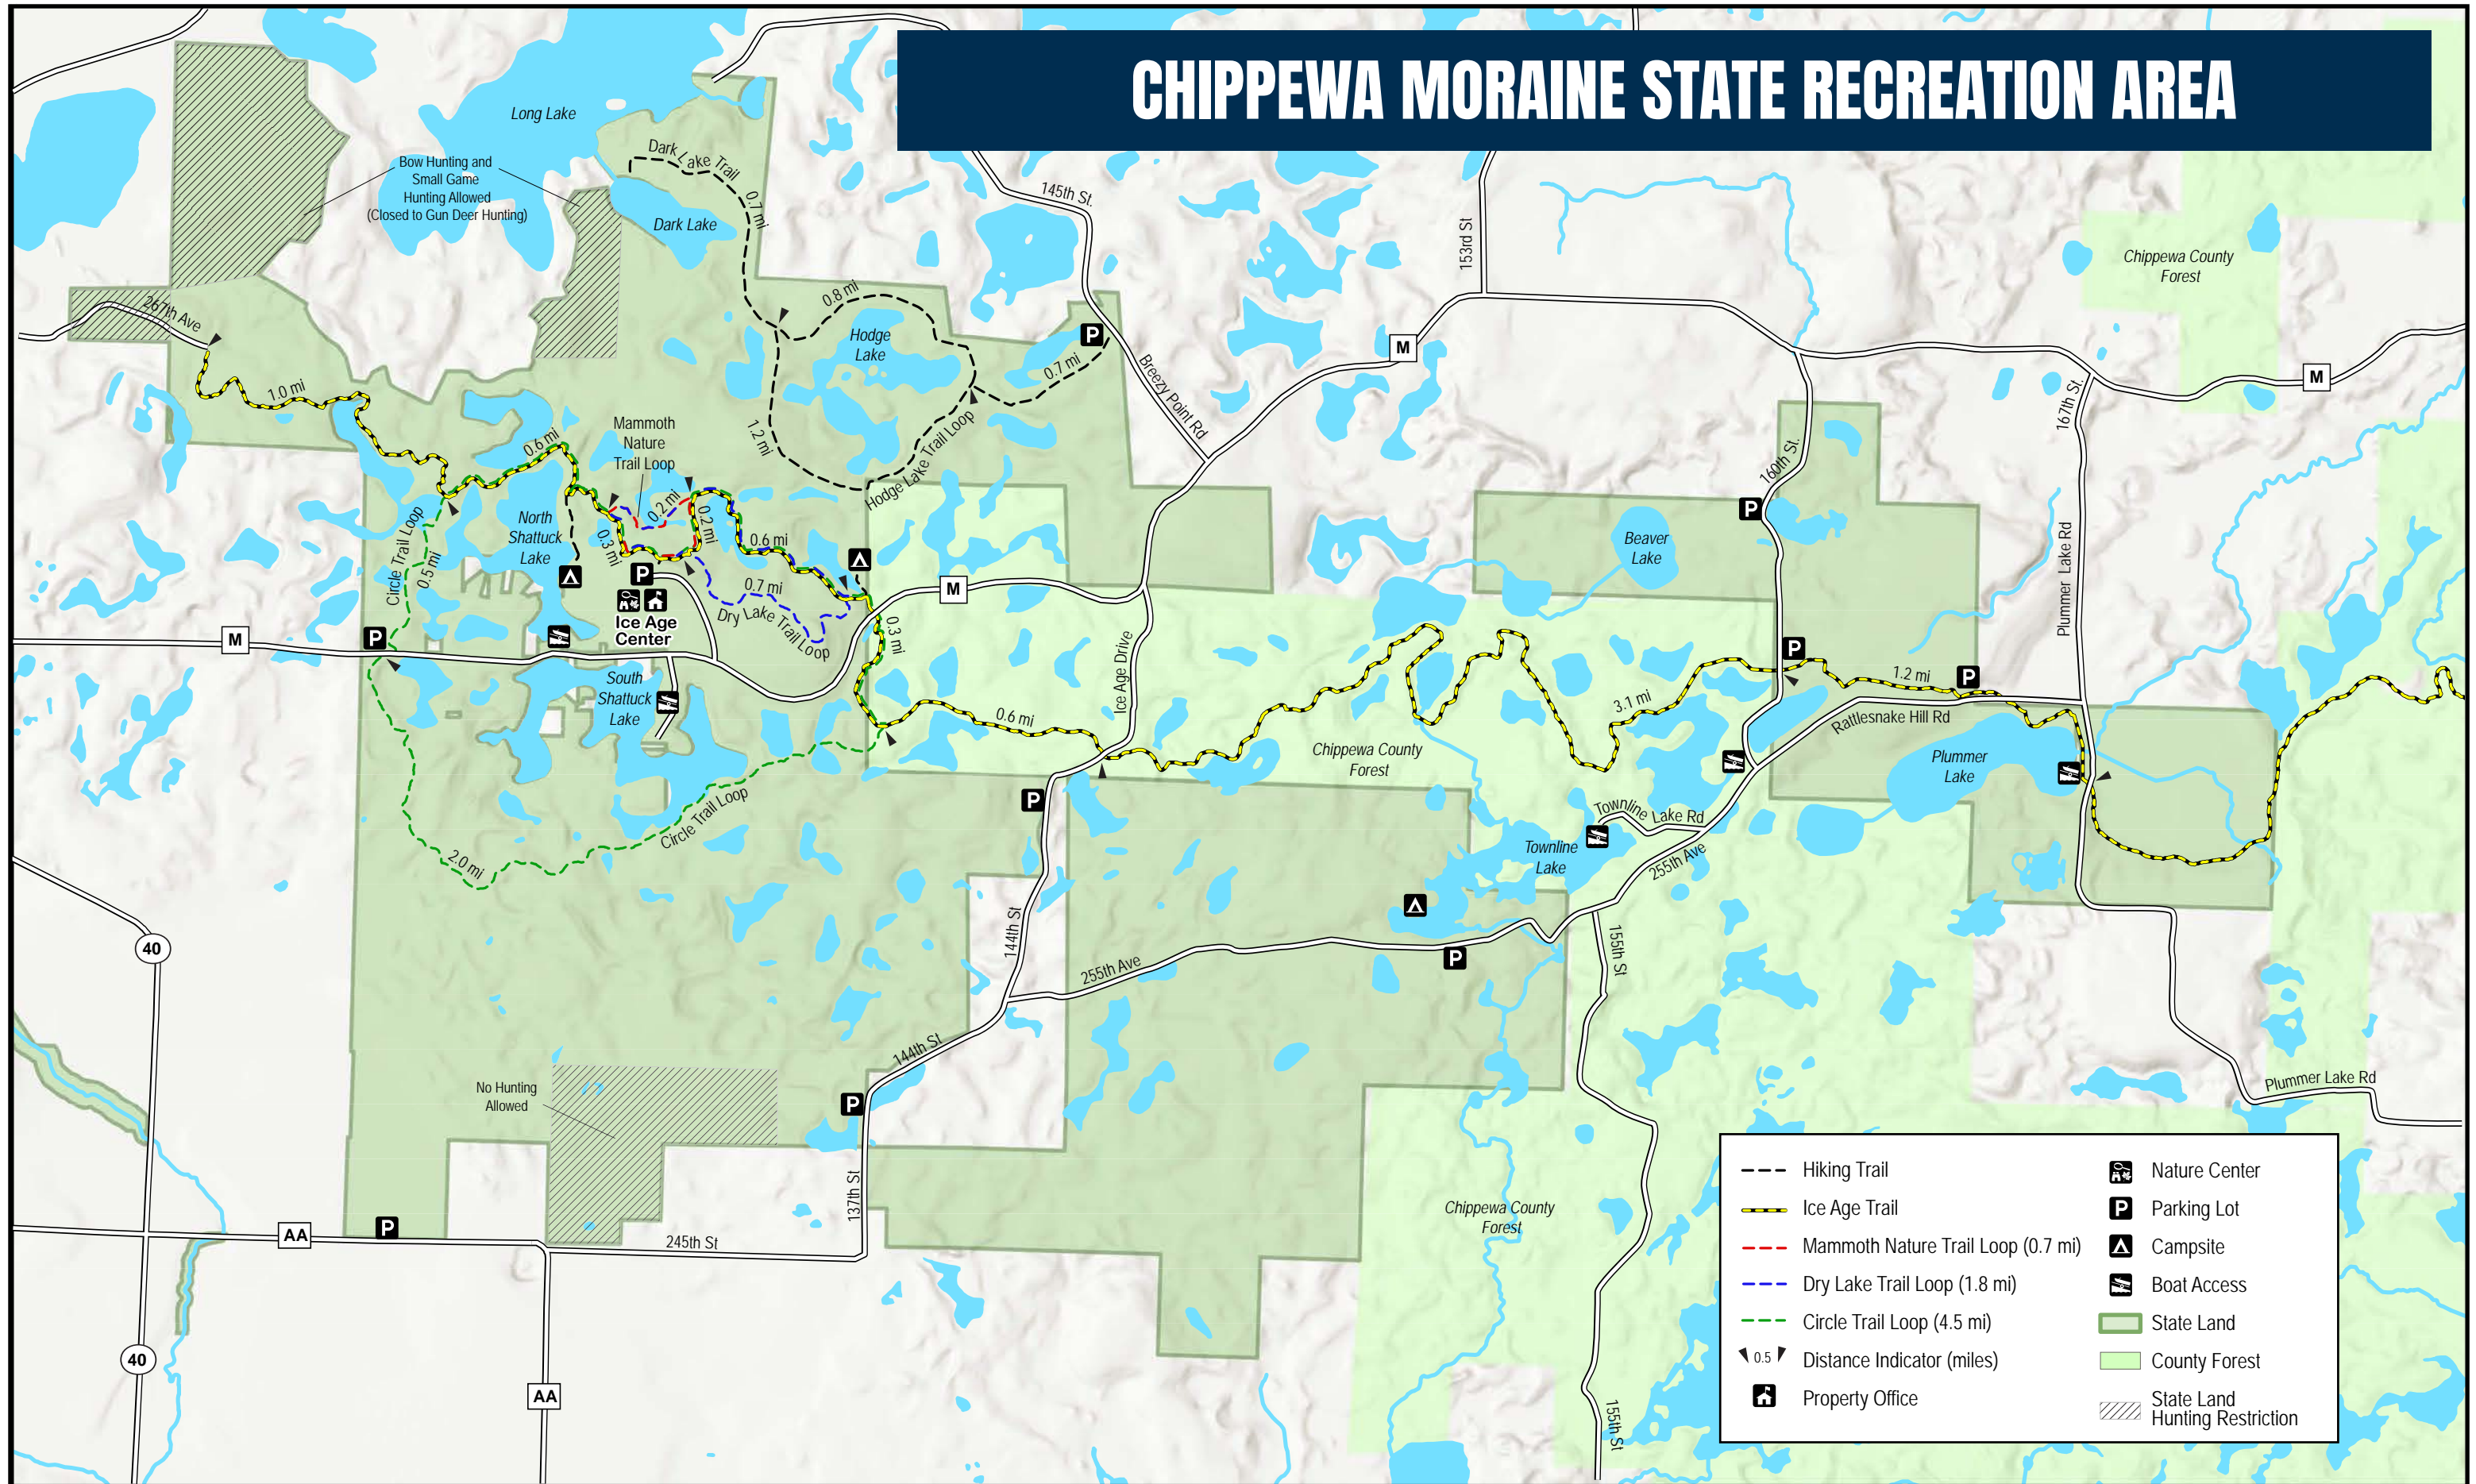 CHIPPEWA MORAINE STATE RECREATION AREA
Long Lake
Dark Lake Trail
0.7 mi
Bow Hunting and
Small Game
Hunting Allowed
(Closed to Gun Deer Hunting)
Dark Lake
145th St.
153rd St
Chippewa County
Forest
267th Ave
0.8 mi
Hodge
Lake
P
0.7 mi
Breezy Point Rd
M
M
1.0 mi
167th St.
Mammoth
Nature
Trail Loop
0.6 mi
1.2 mi
Hodge Lake Trail Loop
160th St.
P
North
Shattuck
Lake
0.2 mi
0.2 mi
0.3 mi
0.6 mi
Circle Trail Loop
0.5 mi
Beaver
Lake
Plummer Lake Rd
P
0.7 mi
Dry Lake Trail Loop
M
Ice Age
Center
P
M
0.3 mi
Ice Age Drive
P
P
1.2 mi
South
Shattuck
Lake
0.6 mi
3.1 mi
Rattlesnake Hill Rd
Chippewa County
Forest
Plummer
Lake
P
Circle Trail Loop
Townline Lake Rd
2.0 mi
Townline
Lake
255th Ave
144th St
40
155th St
P
255th Ave
144th St
No Hunting
Allowed
P
Plummer Lake Rd
137th St
Chippewa County
Forest
P
AA
245th St
40
AA
155th St
Hiking Trail
Ice Age Trail
Mammoth Nature Trail Loop (0.7 mi)
Dry Lake Trail Loop (1.8 mi)
Circle Trail Loop (4.5 mi)
0.5 Distance Indicator (miles)
Property Office
Nature Center
P Parking Lot
Campsite
Boat Access
State Land
County Forest
State Land
Hunting Restriction